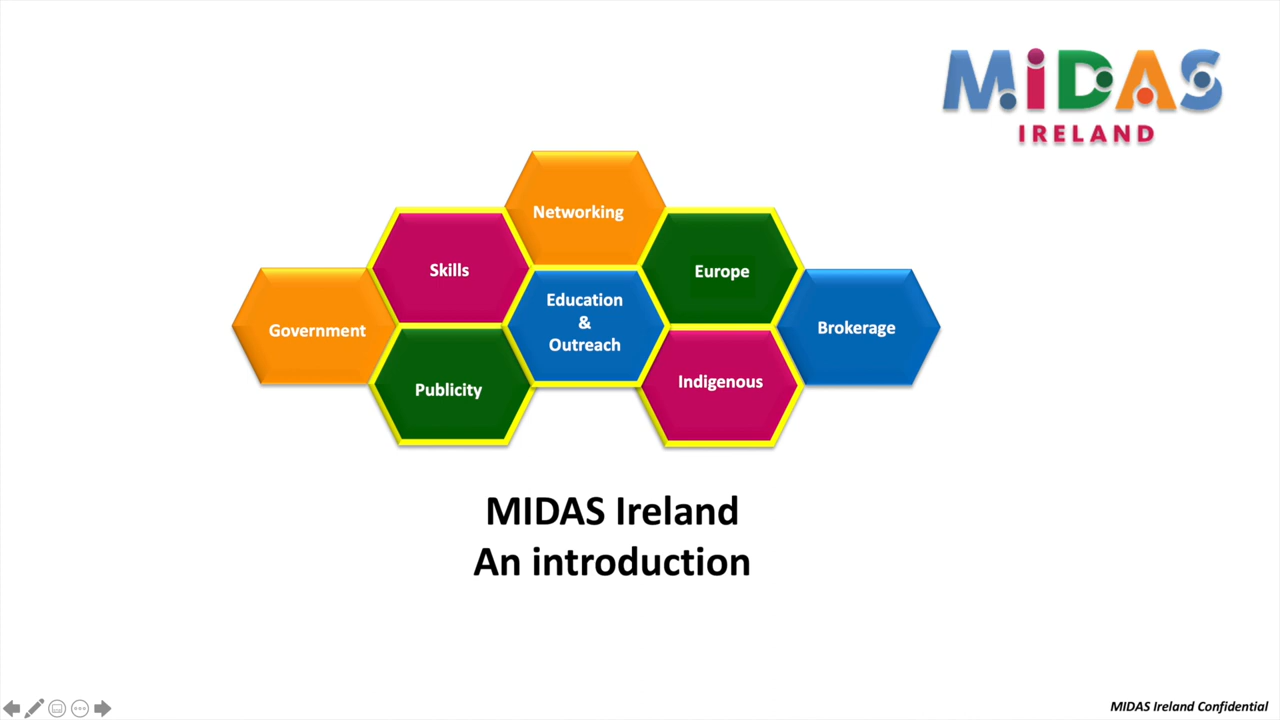 MiDAS
IRELAND
Networking
Skills
Europe
Education
&
Outreach
Government
Brokerage
Publicity
Indigenous
MIDAS Ireland
An introduction
MIDAS Ireland Confidential